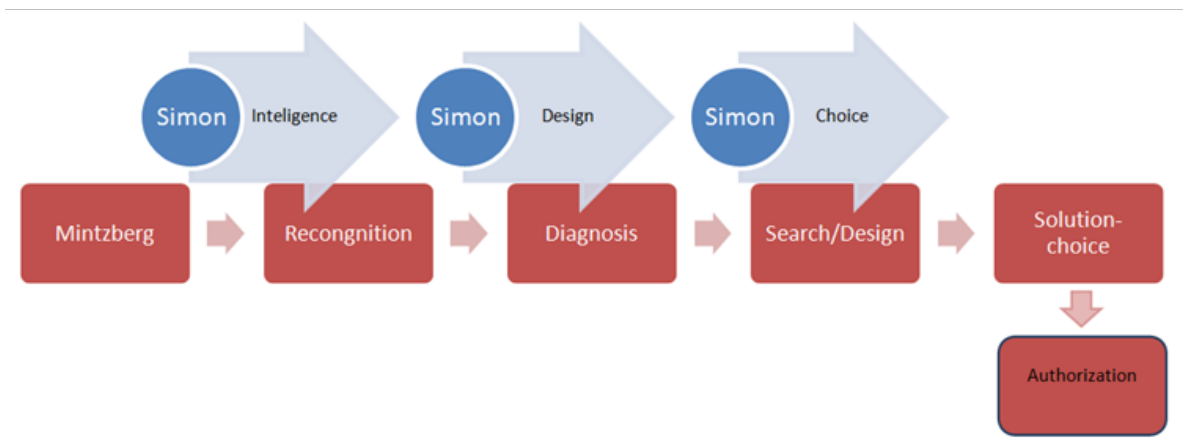 Simon Inteligence Simon Design Simon Choice
Mintzberg Recongnition Diagnosis Search/Design Solution-
choice
Authorization